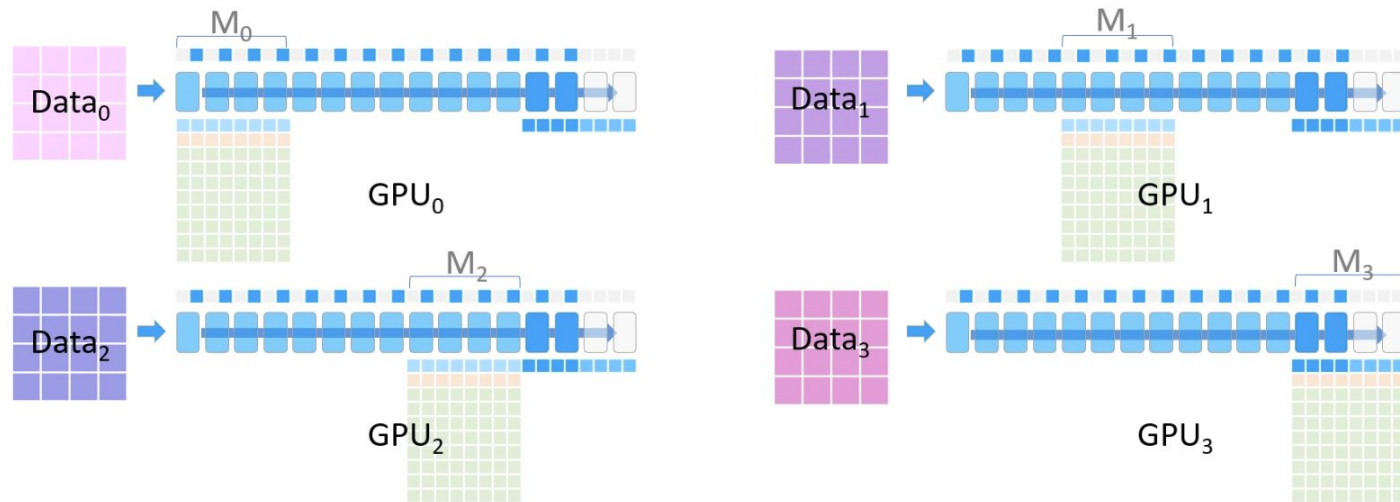 M₀
Data₀
GPU₀
M₁
Data₁
GPU₁
M₂
Data₂
GPU₂
M₃
Data₃
GPU₃